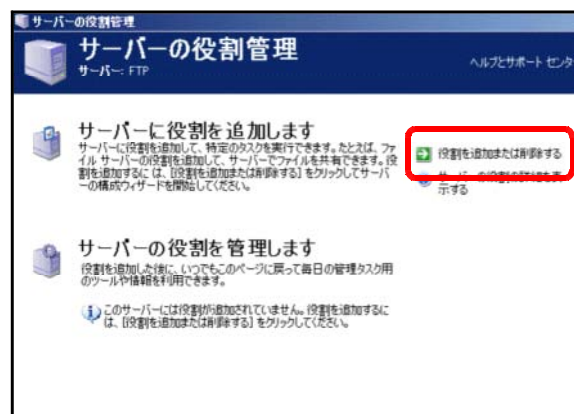 サーバーの役割管理
サーバーの役割管理
サーバー: FTP
ヘルプとサポート センタ
サーバーに役割を追加します
サーバーに役割を追加して、特定のタスクを実行できます。たとえば、ファ
イル サーバーの役割を追加して、サーバーでファイルを共有できます。役
割を追加するに は、[役割を追加または削除する] をクリックしてサーバ
ーの構成ウィザードを開始してください。
役割を追加または削除する
サーバーの役割の詳細を表
示する
サーバーの役割を管理します
役割を追加した後に、いつでもこのページに戻って毎日の管理タスク用
のツールや情報を利用できます。
このサーバーには役割が追加されていません。役割を追加するに
は、[役割を追加または削除する] をクリックしてください。